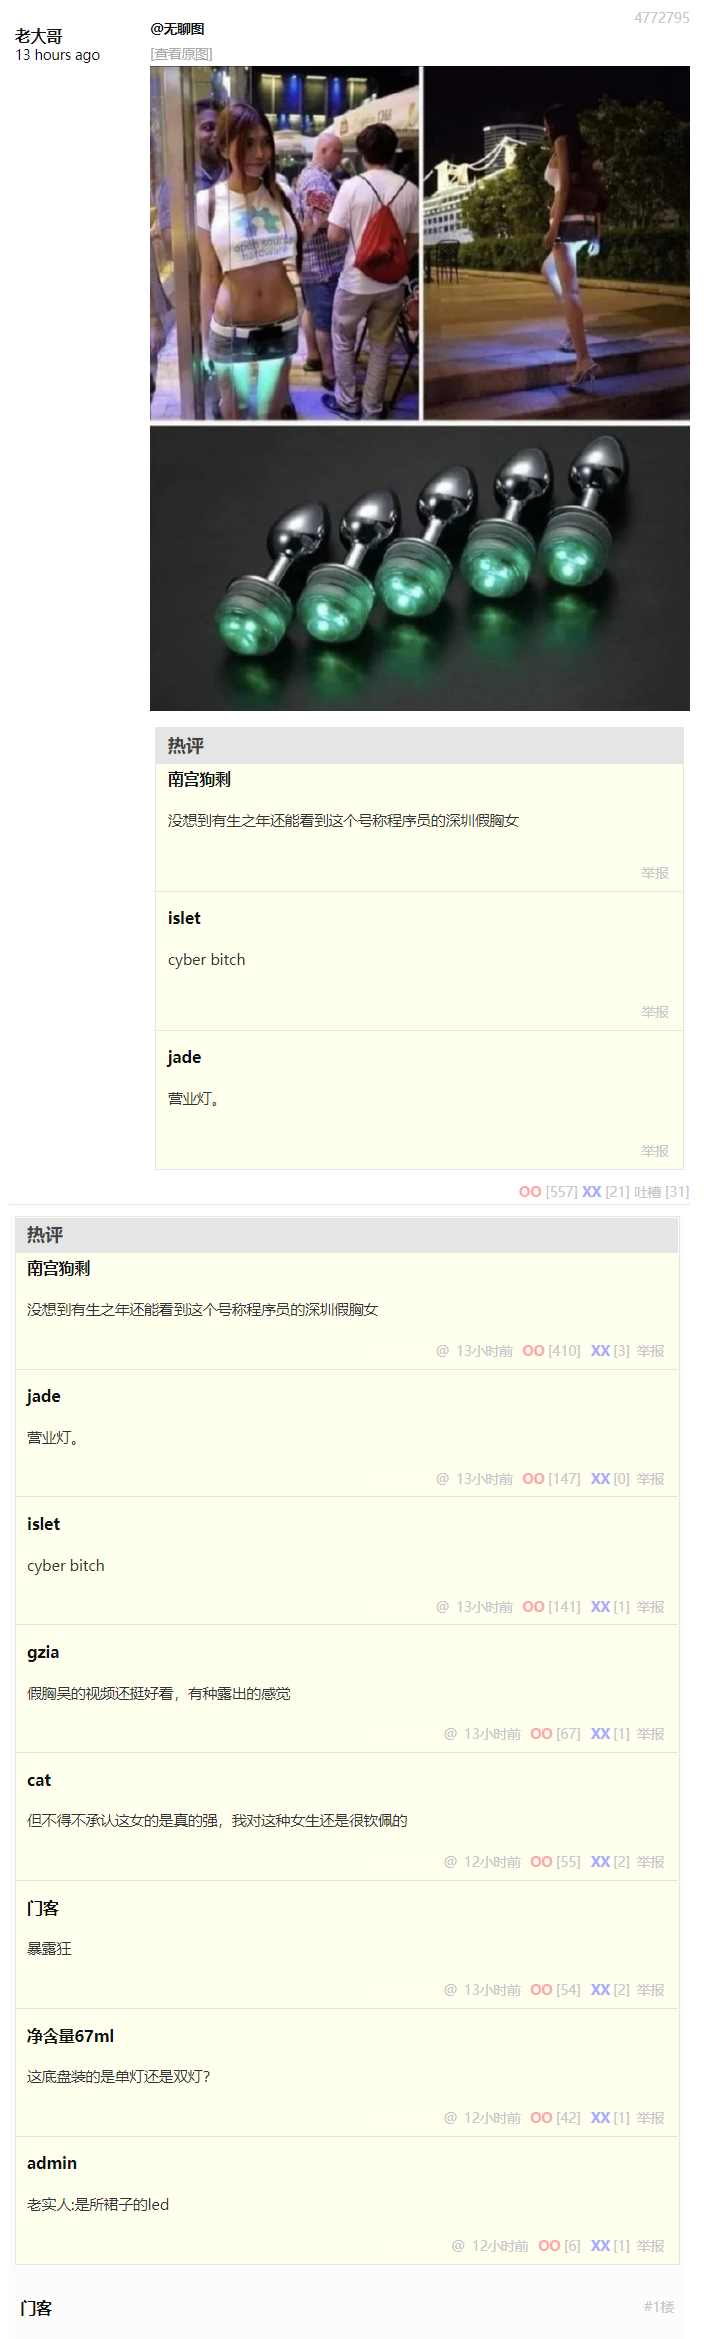 4772795
老大哥
13 hours ago
@无聊图
[查看原图]
open source
hardware
热评
南宫狗剩
没想到有生之年还能看到这个号称程序员的深圳假胸女
举报
islet
cyber bitch
举报
jade
营业灯。
举报
OO [557] XX [21] 吐槽 [31]
热评
南宫狗剩
没想到有生之年还能看到这个号称程序员的深圳假胸女
@ 13小时前 OO [410] XX [3] 举报
jade
营业灯。
@ 13小时前 OO [147] XX [0] 举报
islet
cyber bitch
@ 13小时前 OO [141] XX [1] 举报
gzia
假胸吴的视频还挺好看，有种露出的感觉
@ 13小时前 OO [67] XX [1] 举报
cat
但不得不承认这女的是真的强，我对这种女生还是很钦佩的
@ 12小时前 OO [55] XX [2] 举报
门客
暴露狂
@ 13小时前 OO [54] XX [2] 举报
净含量67ml
这底盘装的是单灯还是双灯？
@ 12小时前 OO [42] XX [1] 举报
admin
老实人:是所裙子的led
@ 12小时前 OO [6] XX [1] 举报
门客
#1楼